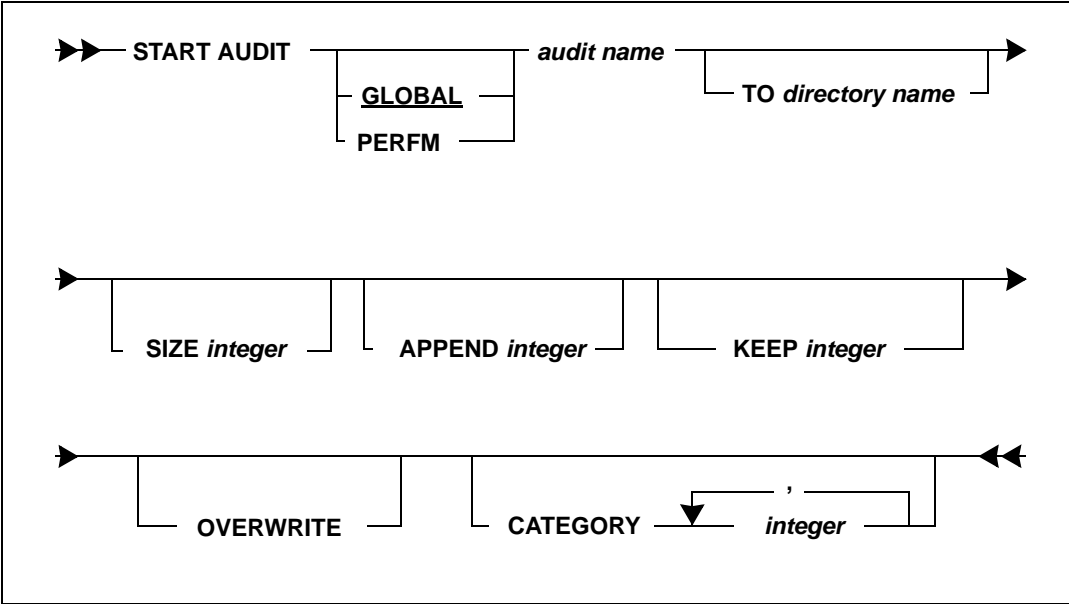 START AUDIT
GLOBAL
PERFM
audit name
TO directory name
SIZE integer
APPEND integer
KEEP integer
OVERWRITE
CATEGORY
,
integer